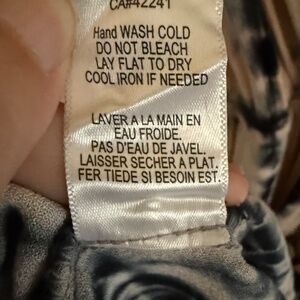 CA#42241
Hand WASH COLD
DO NOT BLEACH
LAY FLAT TO DRY
COOL IRON IF NEEDED
LAVER A LA MAIN EN
EAU FROIDE.
PAS D'EAU DE JAVEL.
LAISSER SECHER A PLAT.
FER TIEDE SI BESOIN EST.